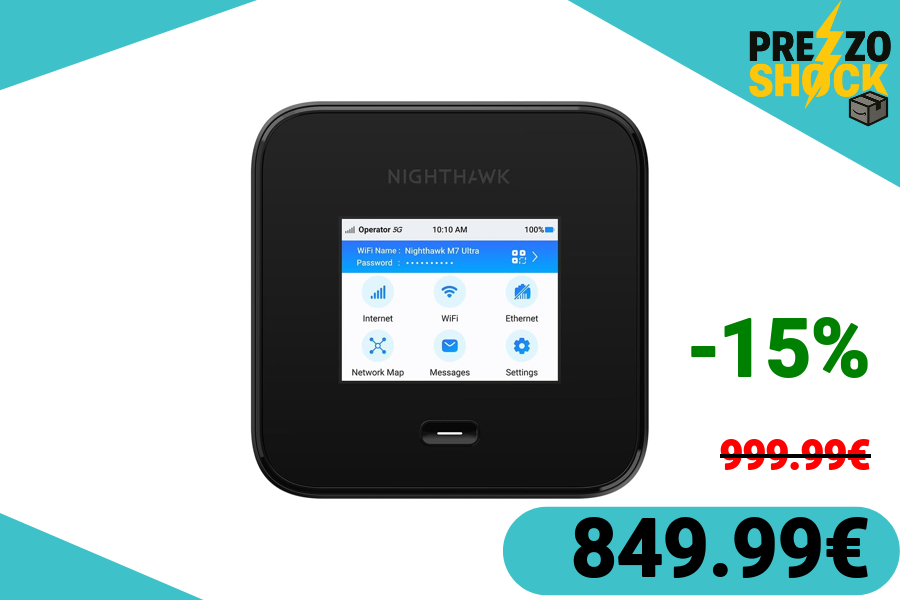 PREZZO
SHOCK
NIGHTHAWK
Operator 5G 10:10 AM 100%
WiFi Name : Nighthawk M7 Ultra
Password : ••••••••••
Internet WiFi Ethernet
Network Map Messages Settings
-15%
999.99€
849.99€